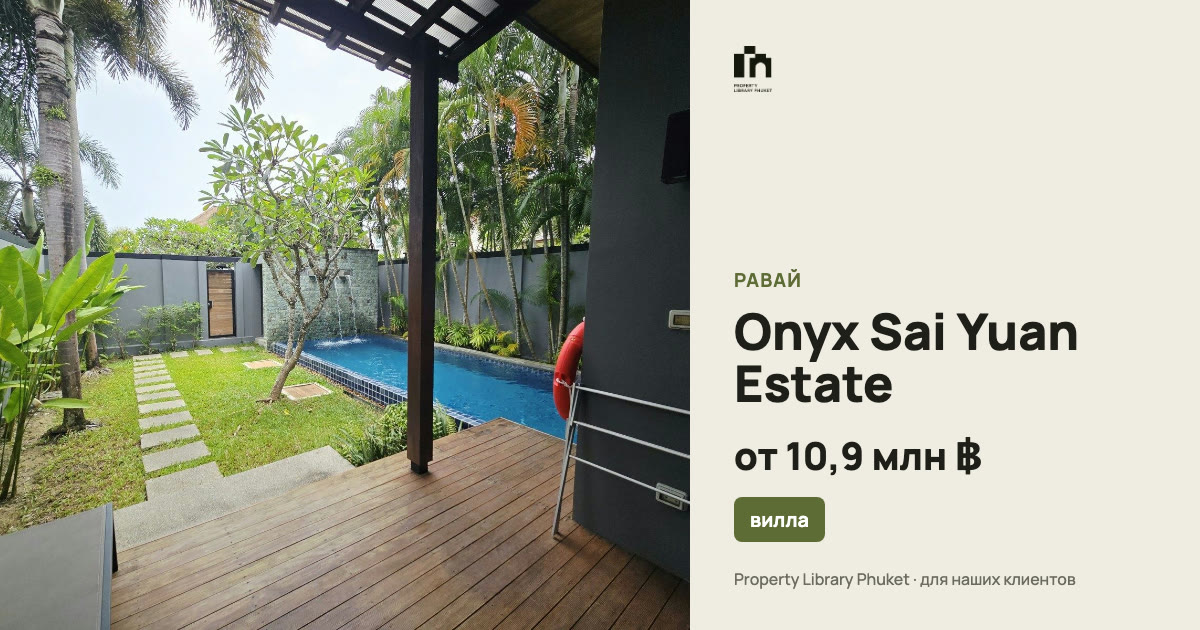 PROPERTY
LIBRARY PHUKET
РАВАЙ
Onyx Sai Yuan
Estate
от 10,9 млн ฿
вилла
Property Library Phuket · для наших клиентов